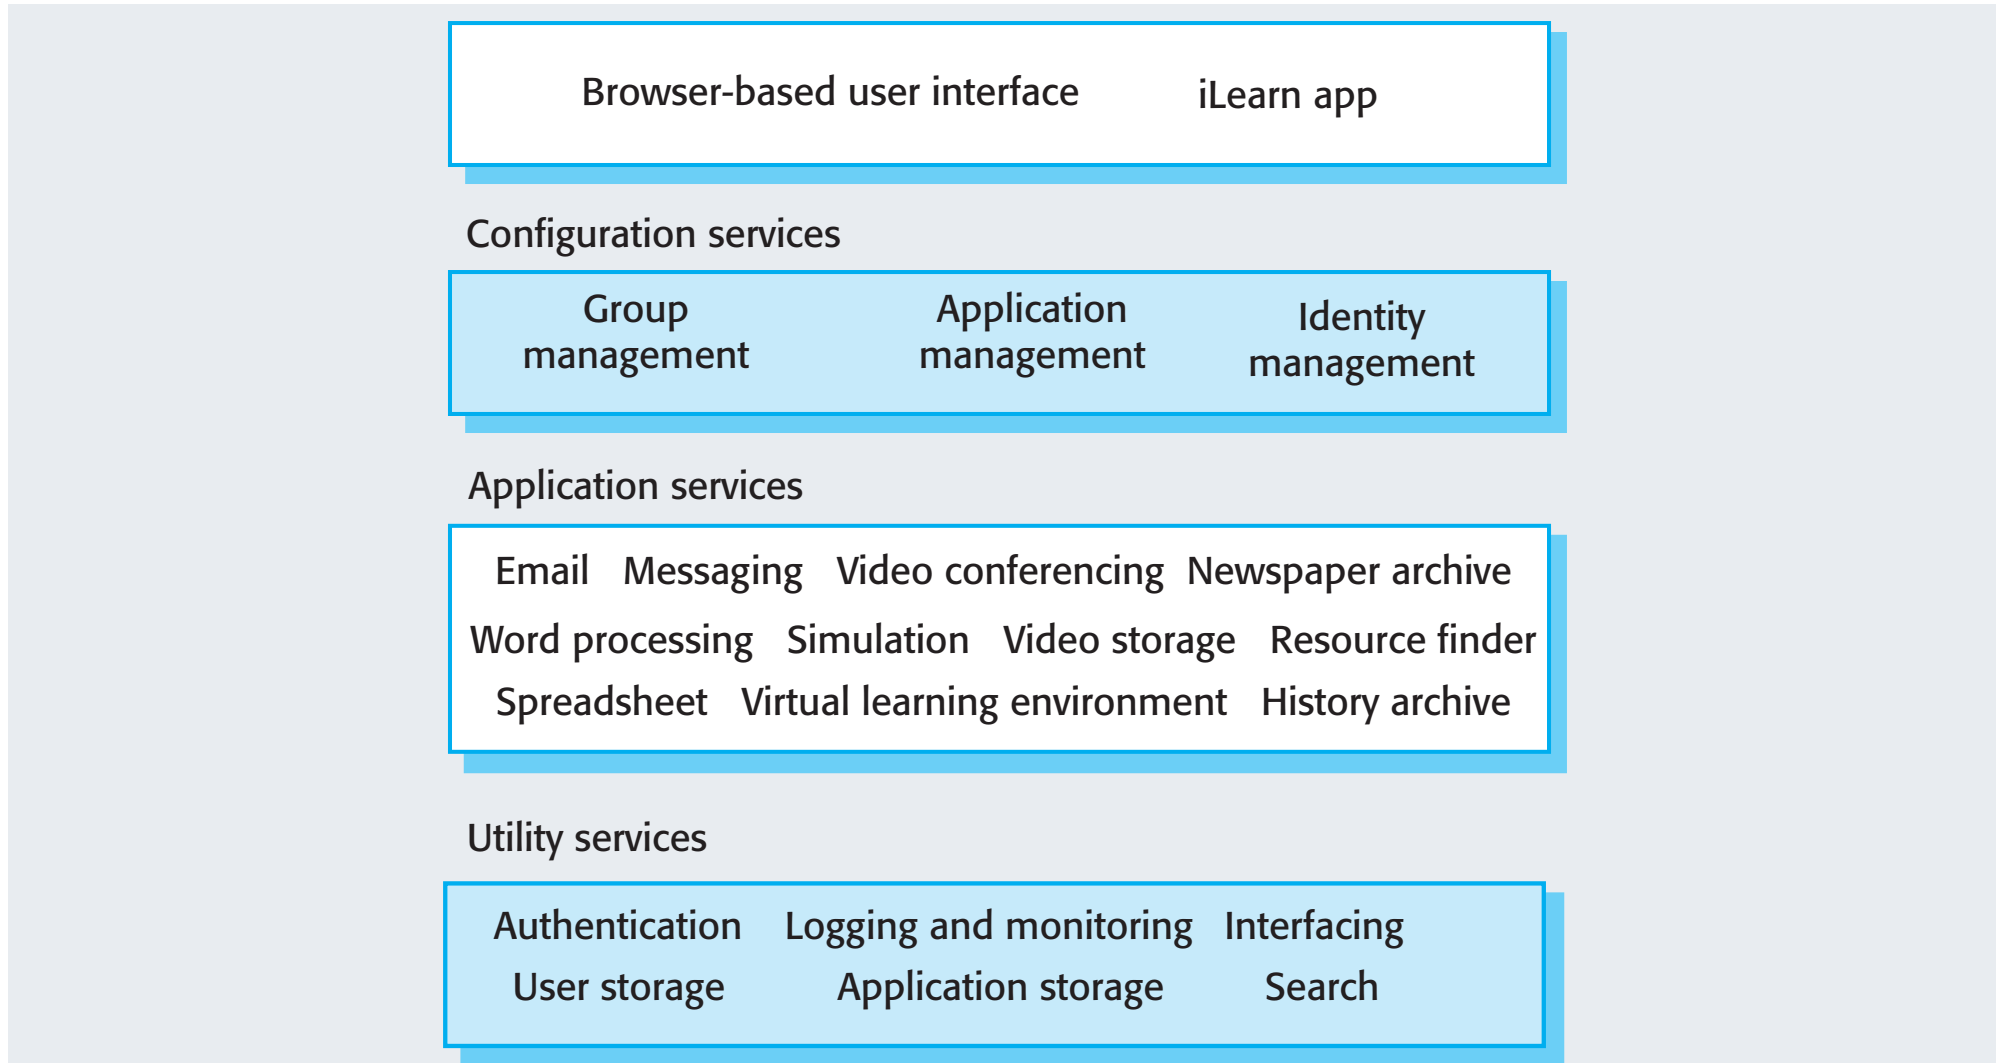 Browser-based user interface iLearn app
Configuration services
Group Application Identity
management management management
Application services
Email Messaging Video conferencing Newspaper archive
Word processing Simulation Video storage Resource finder
Spreadsheet Virtual learning environment History archive
Utility services
Authentication Logging and monitoring Interfacing
User storage Application storage Search